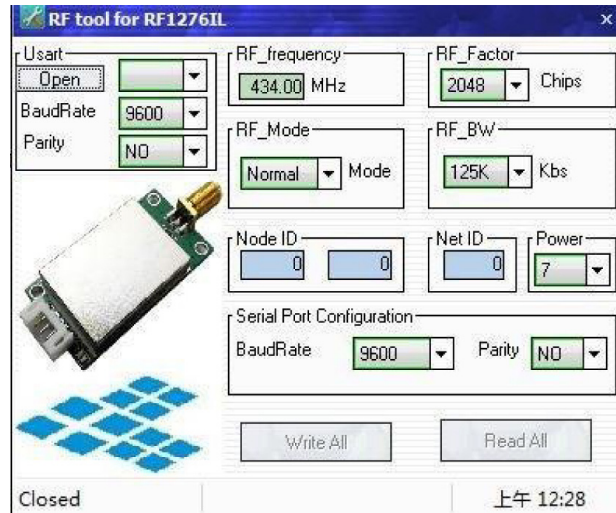 RF tool for RF1276IL
x
Usart
Open
BaudRate 9600
Parity NO
RF_frequency
434.00 MHz
RF_Factor
2048 Chips
RF_Mode
Normal Mode
RF_BW
125K Kbs
Node ID
0 0
Net ID
0
Power
7
Serial Port Configuration
BaudRate 9600 Parity NO
Write All Read All
Closed 上午 12:28